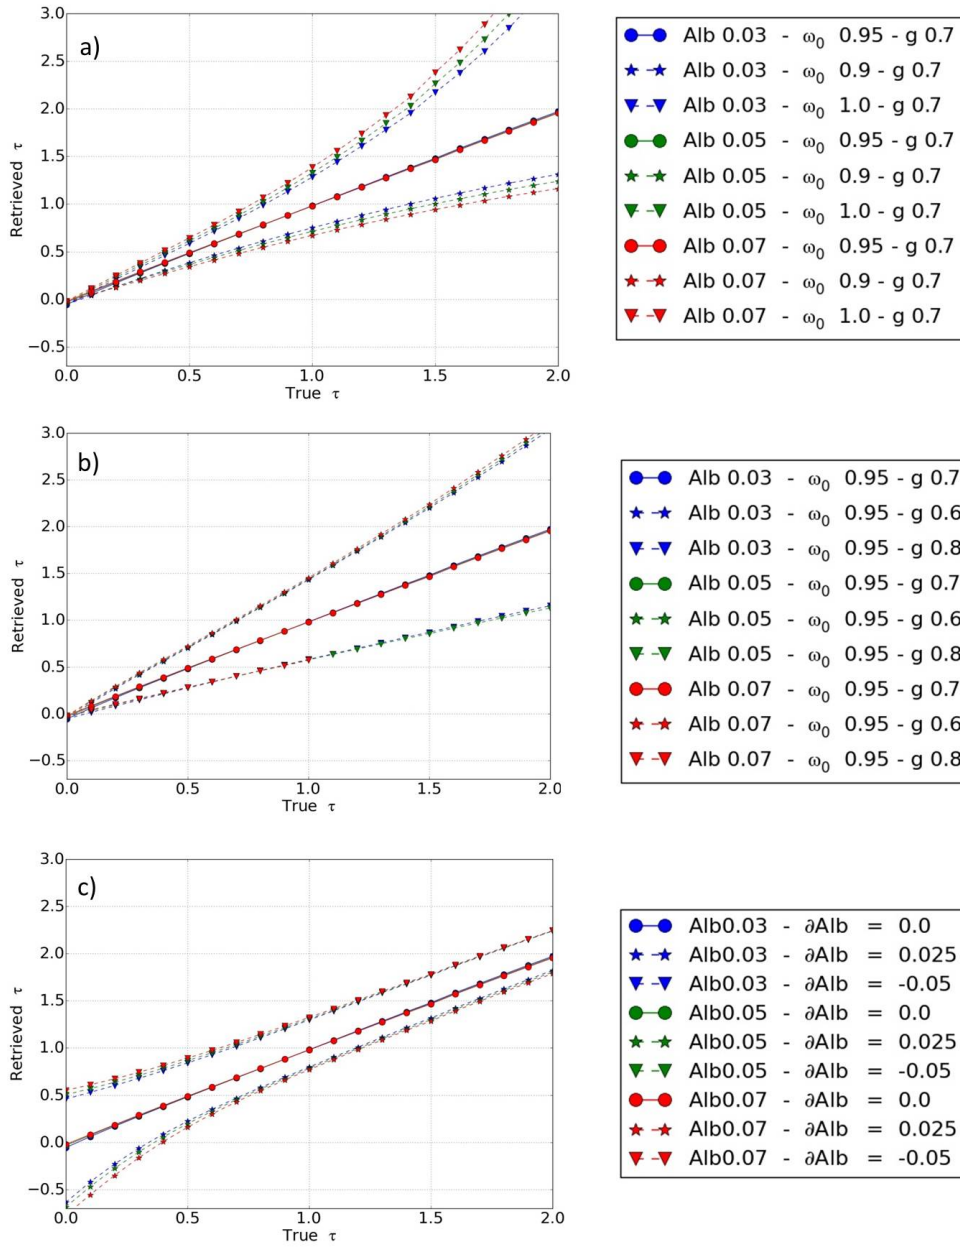 a)
3.0
2.5
2.0
1.5
1.0
0.5
0.0
−0.5
Retrieved τ
0.0 0.5 1.0 1.5 2.0
True τ
Alb 0.03 - ω0 0.95 - g 0.7
Alb 0.03 - ω0 0.9 - g 0.7
Alb 0.03 - ω0 1.0 - g 0.7
Alb 0.05 - ω0 0.95 - g 0.7
Alb 0.05 - ω0 0.9 - g 0.7
Alb 0.05 - ω0 1.0 - g 0.7
Alb 0.07 - ω0 0.95 - g 0.7
Alb 0.07 - ω0 0.9 - g 0.7
Alb 0.07 - ω0 1.0 - g 0.7
b)
3.0
2.5
2.0
1.5
1.0
0.5
0.0
−0.5
Retrieved τ
0.0 0.5 1.0 1.5 2.0
True τ
Alb 0.03 - ω0 0.95 - g 0.7
Alb 0.03 - ω0 0.95 - g 0.6
Alb 0.03 - ω0 0.95 - g 0.8
Alb 0.05 - ω0 0.95 - g 0.7
Alb 0.05 - ω0 0.95 - g 0.6
Alb 0.05 - ω0 0.95 - g 0.8
Alb 0.07 - ω0 0.95 - g 0.7
Alb 0.07 - ω0 0.95 - g 0.6
Alb 0.07 - ω0 0.95 - g 0.8
c)
3.0
2.5
2.0
1.5
1.0
0.5
0.0
−0.5
Retrieved τ
0.0 0.5 1.0 1.5 2.0
True τ
Alb0.03 - ∂Alb = 0.0
Alb0.03 - ∂Alb = 0.025
Alb0.03 - ∂Alb = -0.05
Alb0.05 - ∂Alb = 0.0
Alb0.05 - ∂Alb = 0.025
Alb0.05 - ∂Alb = -0.05
Alb0.07 - ∂Alb = 0.0
Alb0.07 - ∂Alb = 0.025
Alb0.07 - ∂Alb = -0.05